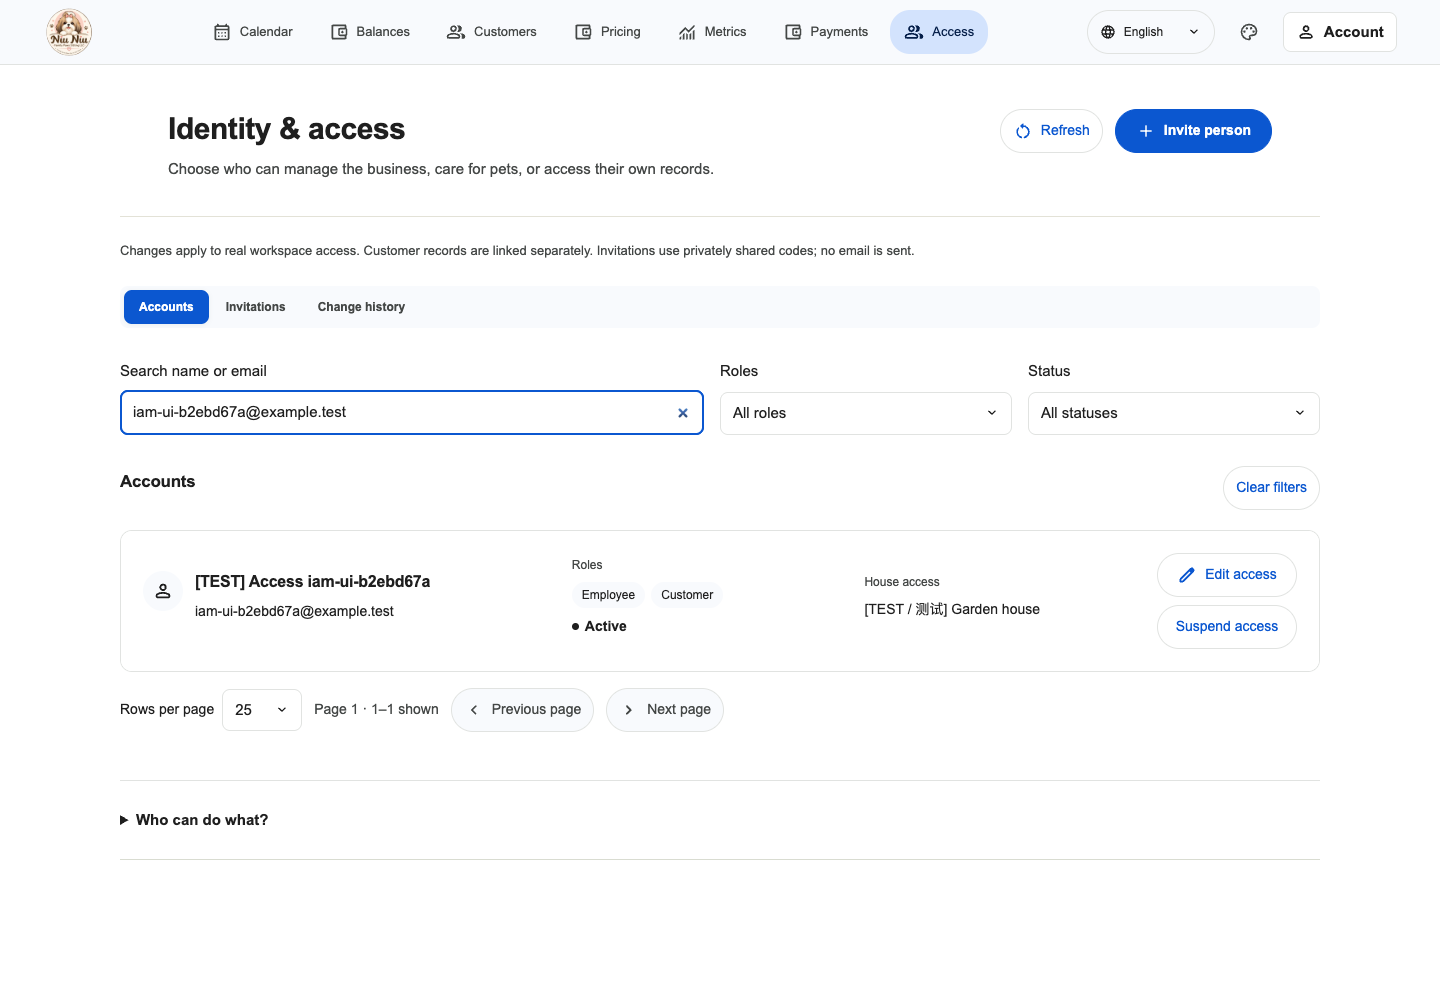 Niu Niu
Calendar
Balances
Customers
Pricing
Metrics
Payments
Access
English
Account
Identity & access
Refresh
Invite person
Choose who can manage the business, care for pets, or access their own records.
Changes apply to real workspace access. Customer records are linked separately. Invitations use privately shared codes; no email is sent.
Accounts
Invitations
Change history
Search name or email
Roles
Status
iam-ui-b2ebd67a@example.test
All roles
All statuses
Accounts
Clear filters
[TEST] Access iam-ui-b2ebd67a
iam-ui-b2ebd67a@example.test
Roles
Employee
Customer
Active
House access
[TEST / 测试] Garden house
Edit access
Suspend access
Rows per page
25
Page 1 · 1–1 shown
Previous page
Next page
Who can do what?